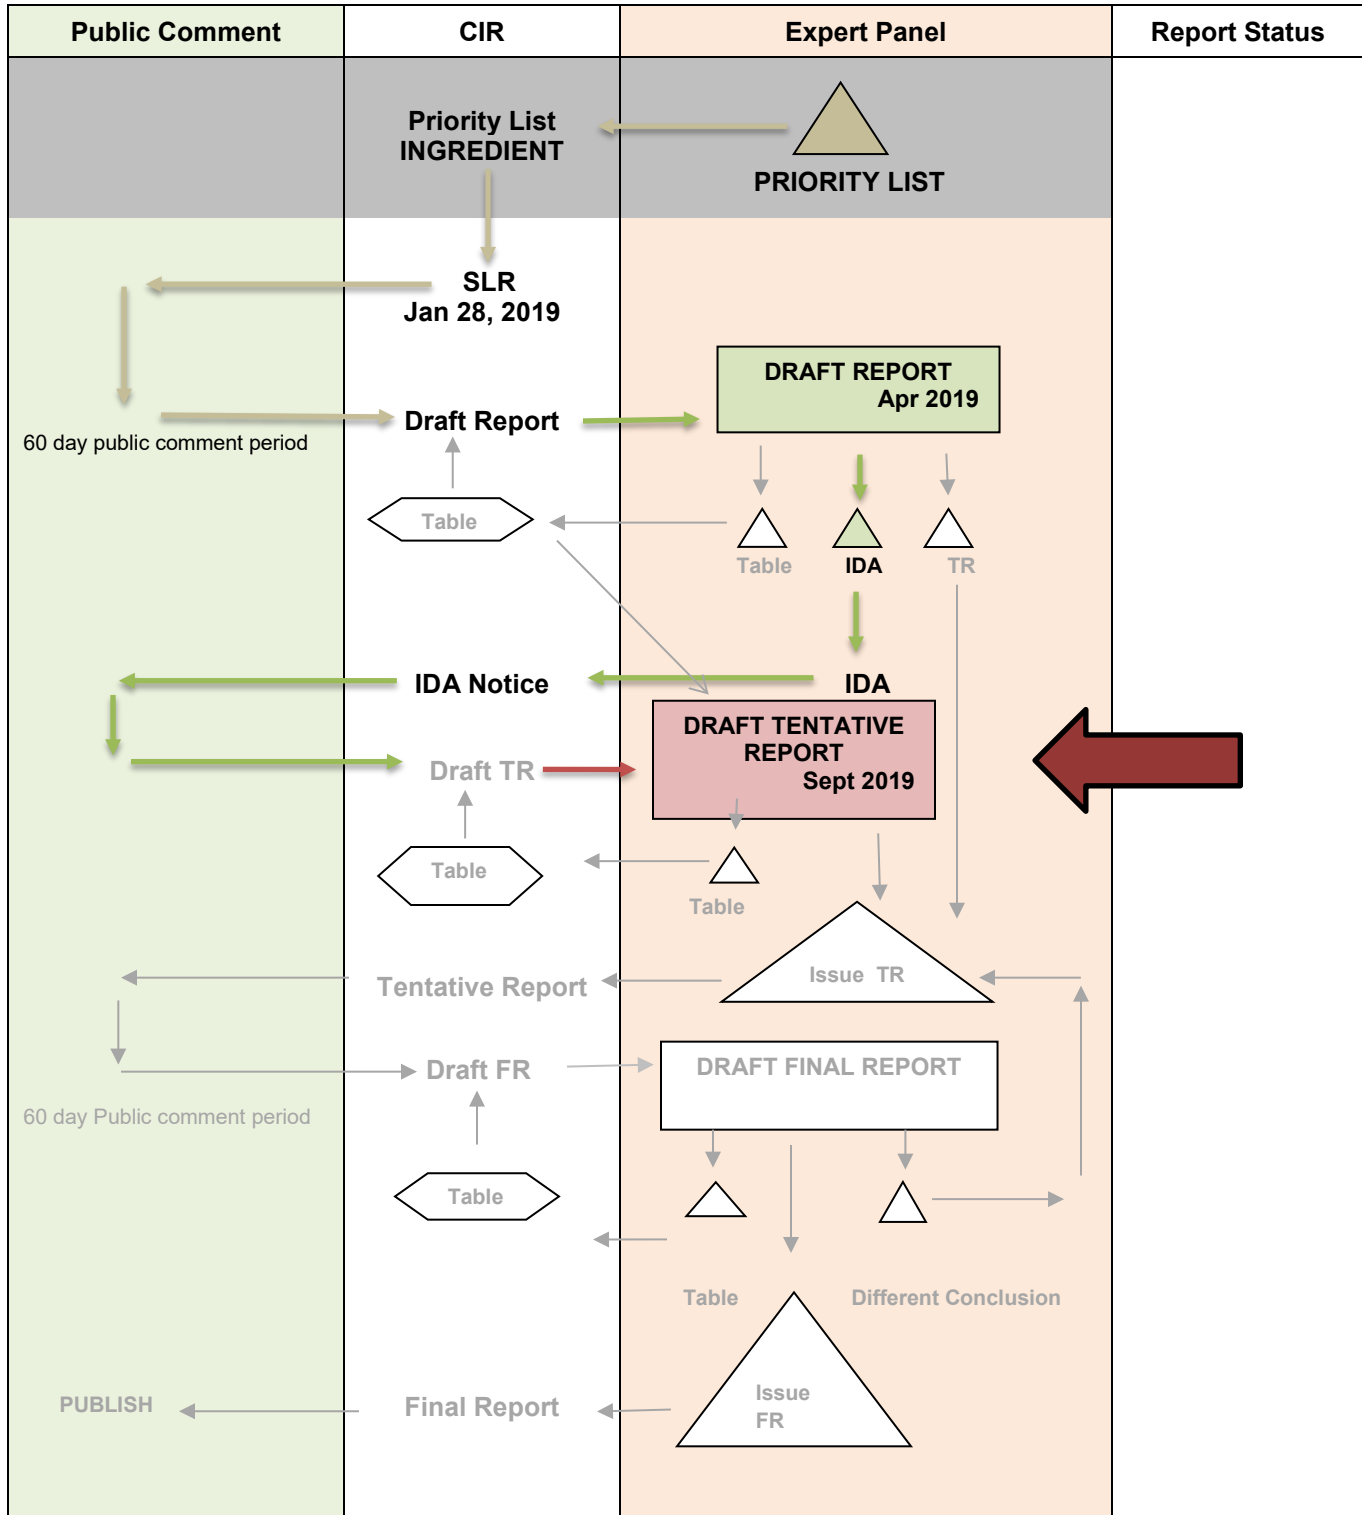 Public Comment
CIR
Expert Panel
Report Status
Priority List
INGREDIENT
PRIORITY LIST
SLR
Jan 28, 2019
DRAFT REPORT
Apr 2019
60 day public comment period
Draft Report
Table
Table
IDA
TR
IDA Notice
IDA
DRAFT TENTATIVE
REPORT
Sept 2019
Draft TR
Table
Table
Issue TR
Tentative Report
Draft FR
DRAFT FINAL REPORT
60 day Public comment period
Table
Table
Different Conclusion
PUBLISH
Final Report
Issue
FR